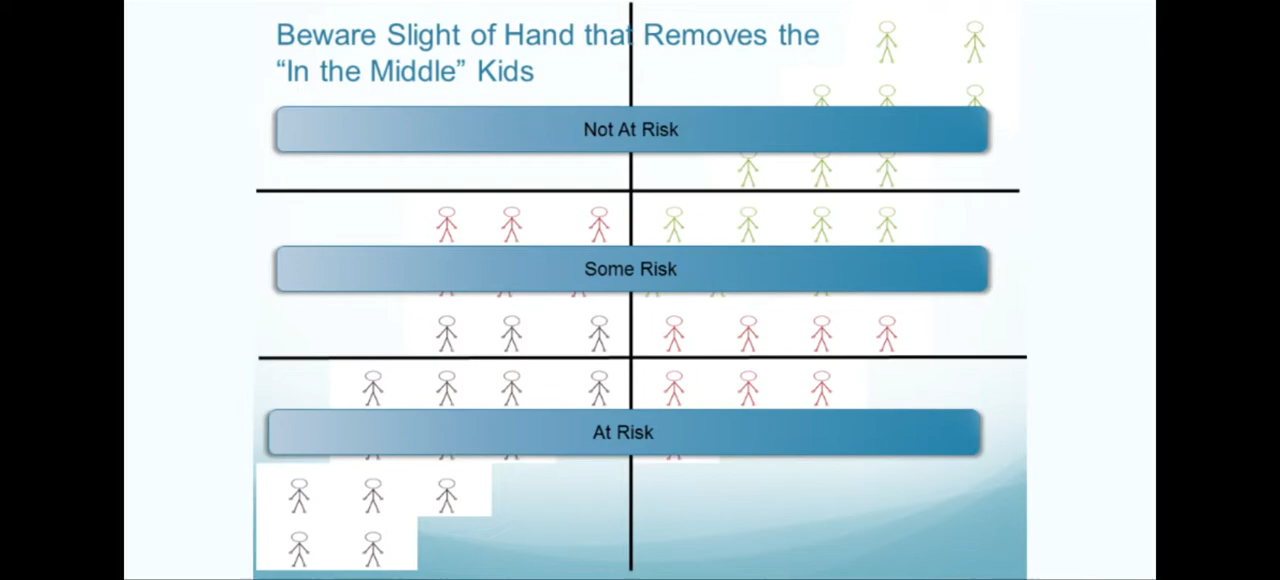 Beware Slight of Hand that Removes the
“In the Middle” Kids
Not At Risk
Some Risk
At Risk